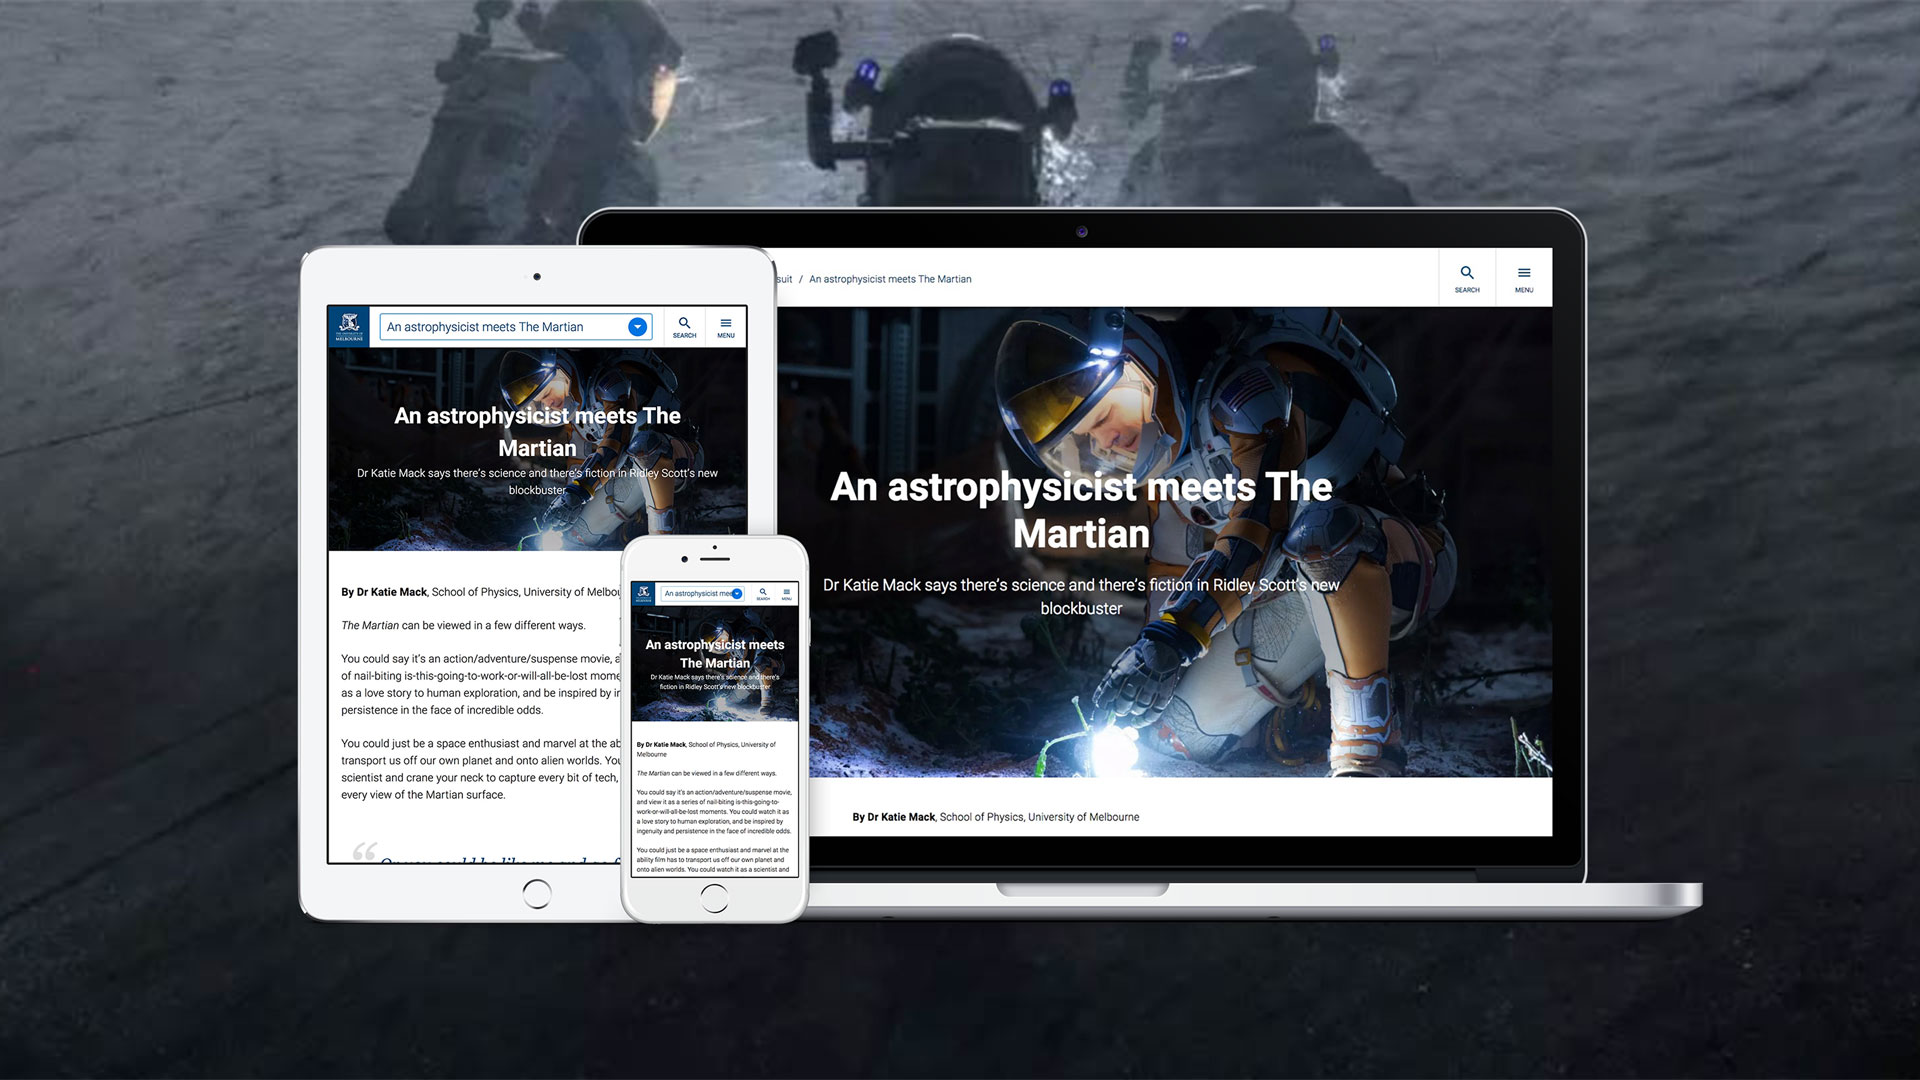 THE UNIVERSITY OF
MELBOURNE
An astrophysicist meets The Martian
SEARCH
MENU
An astrophysicist meets The
Martian
Dr Katie Mack says there's science and there's fiction in Ridley Scott's new
blockbuster
By Dr Katie Mack, School of Physics, University of Melbou
The Martian can be viewed in a few different ways.
You could say it's an action/adventure/suspense movie, a
of nail-biting is-this-going-to-work-or-will-all-be-lost mome
as a love story to human exploration, and be inspired by in
persistence in the face of incredible odds.
You could just be a space enthusiast and marvel at the ab
transport us off our own planet and onto alien worlds. You
scientist and crane your neck to capture every bit of tech,
every view of the Martian surface.
An astrophysicist mee
SEARCH
MENU
An astrophysicist meets
The Martian
Dr Katie Mack says there's science and there's
fiction in Ridley Scott's new blockbuster
By Dr Katie Mack, School of Physics, University of
Melbourne
The Martian can be viewed in a few different ways.
You could say it's an action/adventure/suspense movie,
and view it as a series of nail-biting is-this-going-to-
work-or-will-all-be-lost moments. You could watch it as
a love story to human exploration, and be inspired by
ingenuity and persistence in the face of incredible odds.
You could just be a space enthusiast and marvel at the
ability film has to transport us off our own planet and
onto alien worlds. You could watch it as a scientist and
suit / An astrophysicist meets The Martian
SEARCH
MENU
An astrophysicist meets The
Martian
Dr Katie Mack says there's science and there's fiction in Ridley Scott's new
blockbuster
By Dr Katie Mack, School of Physics, University of Melbourne